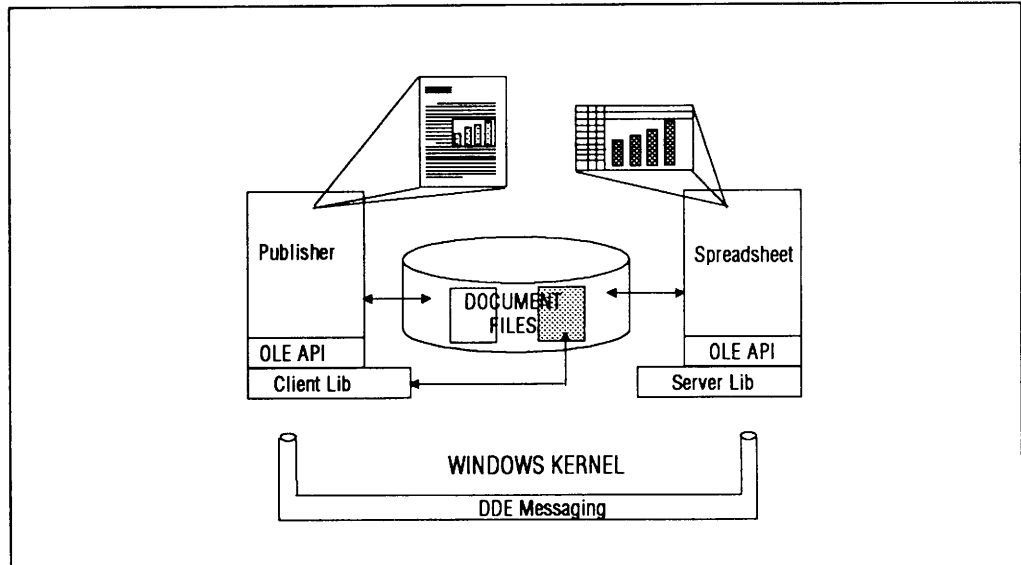 Publisher
Spreadsheet
DOCUMENT
FILES
OLE API
OLE API
Client Lib
Server Lib
WINDOWS KERNEL
DDE Messaging